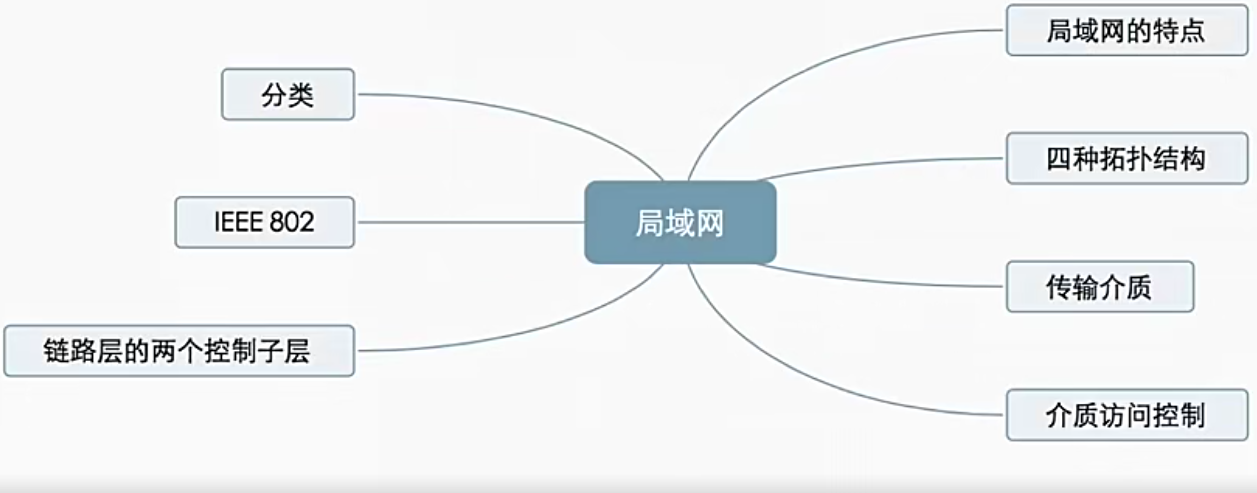 局域网的特点
分类
四种拓扑结构
IEEE 802
局域网
传输介质
链路层的两个控制子层
介质访问控制